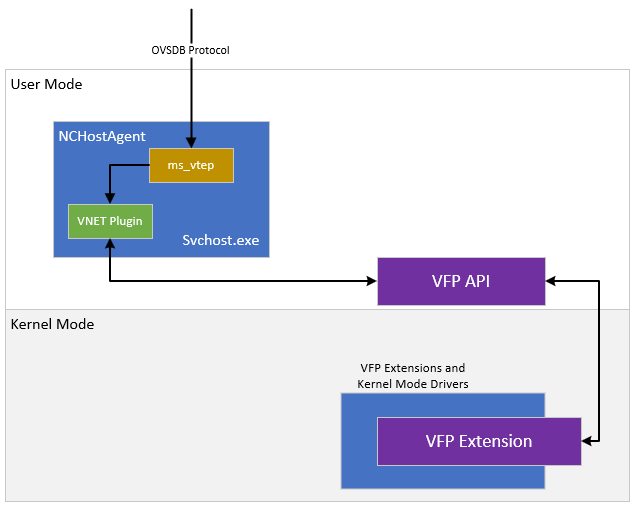 OVSDB Protocol
User Mode
NCHostAgent
ms_vtep
VNET Plugin
Svchost.exe
VFP API
Kernel Mode
VFP Extensions and
Kernel Mode Drivers
VFP Extension